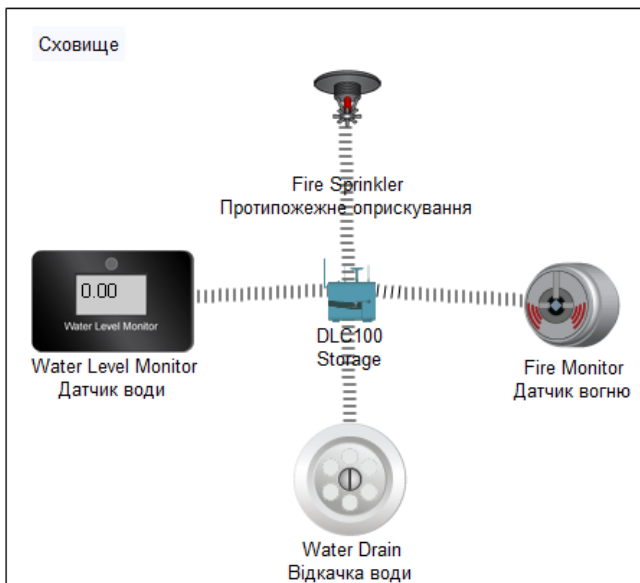 Сховище
Fire Sprinkler
Протипожежне оприскування
0.00
Water Level Monitor
Water Level Monitor
Датчик води
DLC100
Storage
Fire Monitor
Датчик вогню
Water Drain
Відкачка води